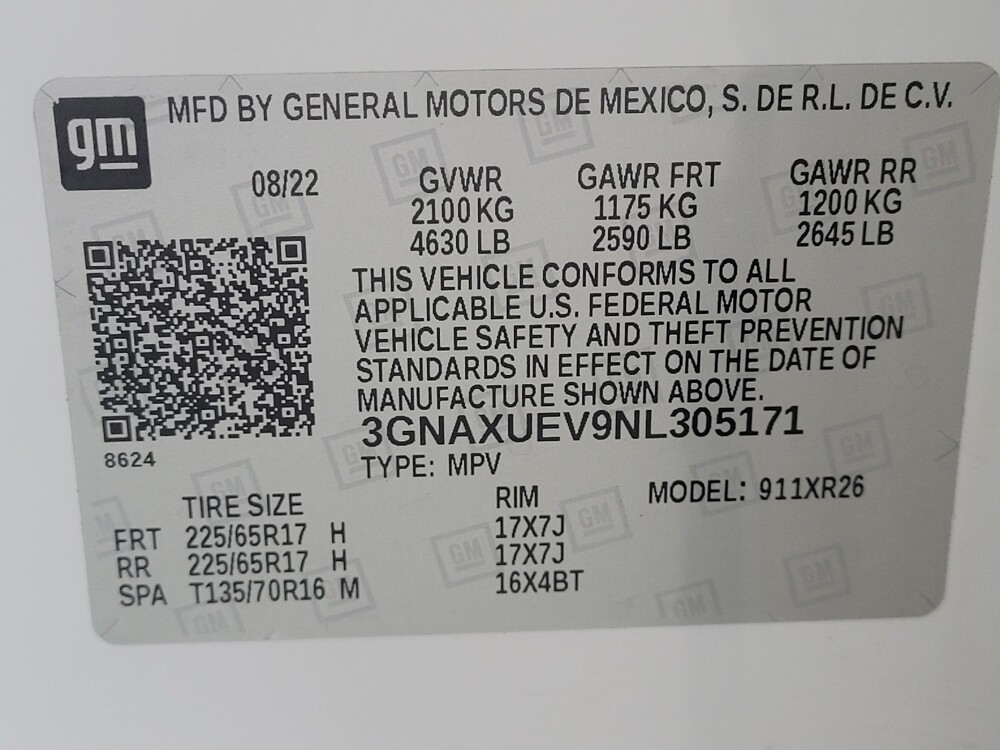 gm
MFD BY GENERAL MOTORS DE MEXICO, S. DE R.L. DE C.V.
08/22 GVWR GAWR FRT GAWR RR
2100 KG 1175 KG 1200 KG
4630 LB 2590 LB 2645 LB
THIS VEHICLE CONFORMS TO ALL
APPLICABLE U.S. FEDERAL MOTOR
VEHICLE SAFETY AND THEFT PREVENTION
STANDARDS IN EFFECT ON THE DATE OF
MANUFACTURE SHOWN ABOVE.
3GNAXUEV9NL305171
8624
TYPE: MPV
TIRE SIZE RIM MODEL: 911XR26
FRT 225/65R17 H 17X7J
RR 225/65R17 H 17X7J
SPA T135/70R16 M 16X4BT